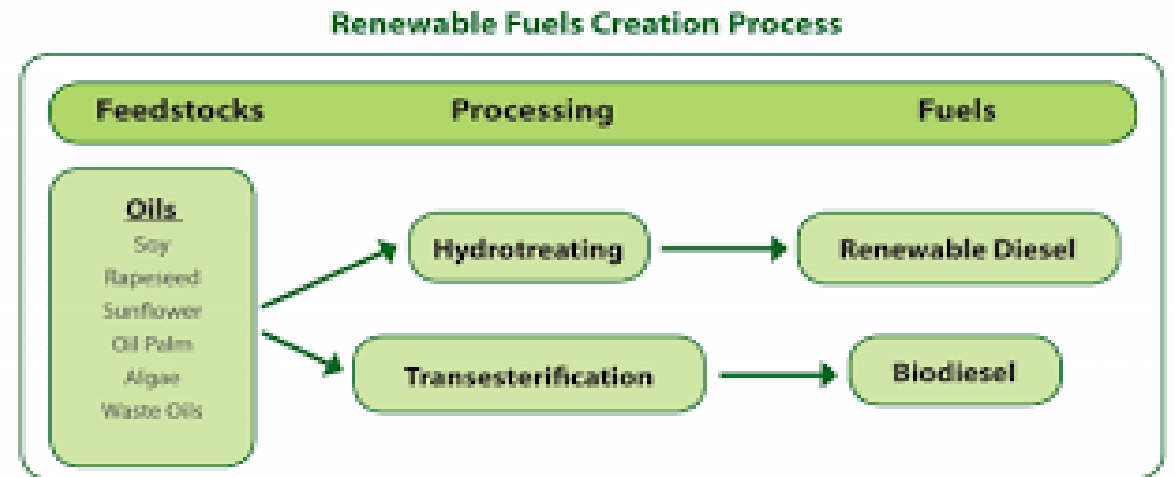 Renewable Fuels Creation Process
Feedstocks Processing Fuels
Oils
Soy
Rapeseed
Sunflower
Oil Palm
Algae
Waste Oils
Hydrotreating
Renewable Diesel
Transesterification
Biodiesel